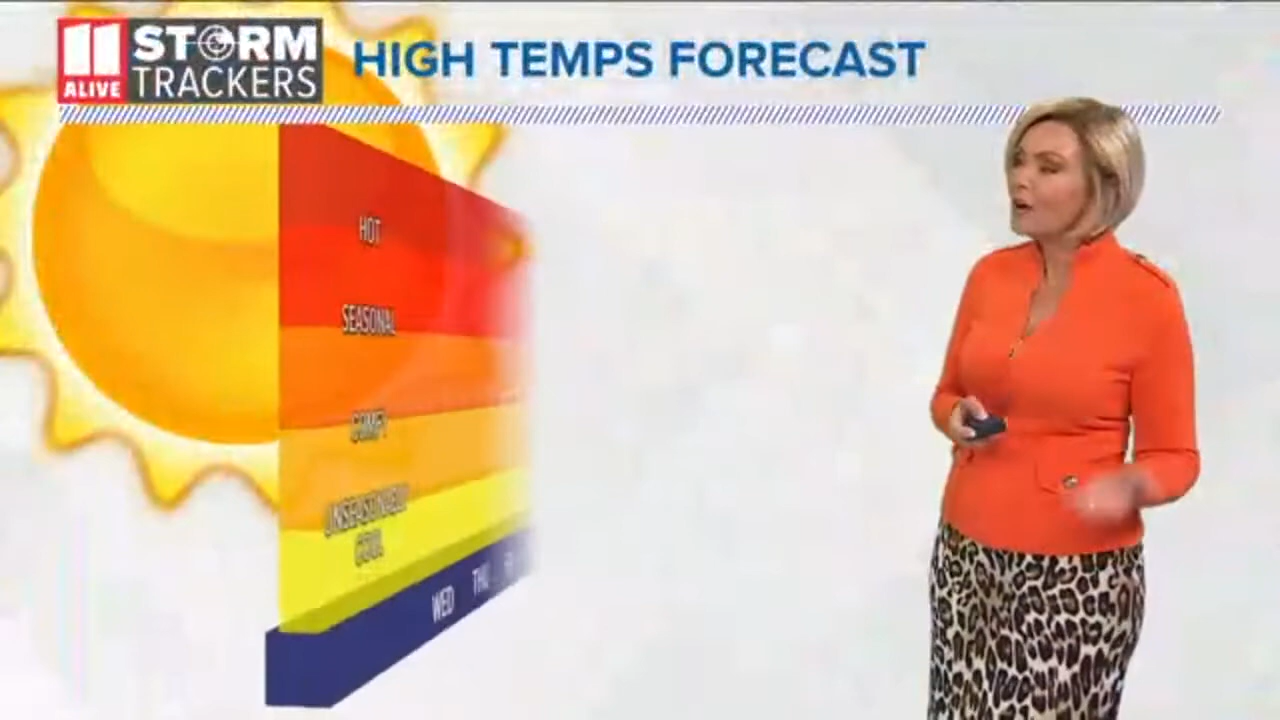 11
ALIVE
STORM
TRACKERS
HIGH TEMPS FORECAST
HOT
SEASONAL
COMFY
UNSEASONABLY
COOL
WED
THU